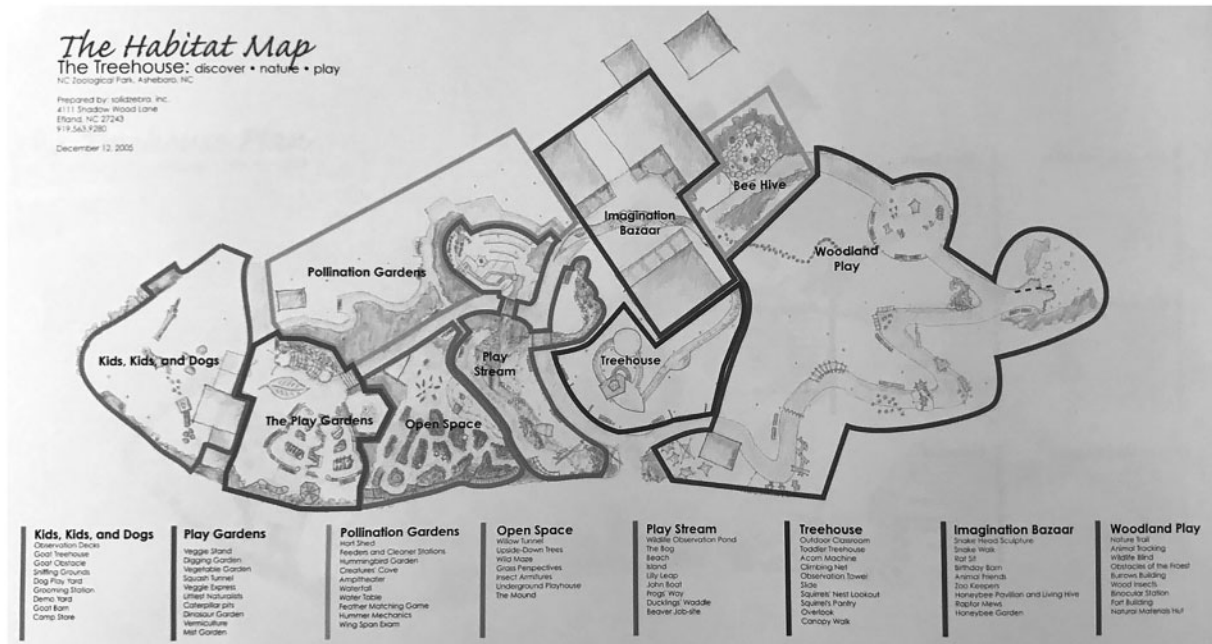 The Habitat Map
The Treehouse: discover • nature • play
NC Zoological Park, Asheboro, NC
Prepared by: solidzebra, inc.
4111 Shadow Wood Lane
Efland, NC 27243
919.563.9280
December 12, 2005
Bee Hive
Imagination
Bazaar
Woodland
Play
Pollination Gardens
Kids, Kids, and Dogs
Play
Stream
Treehouse
The Play Gardens
Open Space
Kids, Kids, and Dogs
Observation Decks
Goat Treehouse
Goat Obstacle
Sniffing Grounds
Dog Play Yard
Grooming Station
Demo Yard
Goat Barn
Camp Store
Play Gardens
Veggie Stand
Digging Garden
Vegetable Garden
Squash Tunnel
Veggie Express
Littlest Naturalists
Caterpillar pits
Dinosaur Garden
Vermiculture
Mist Garden
Pollination Gardens
Hort Shed
Feeders and Cleaner Stations
Hummingbird Garden
Creatures' Cove
Ampitheater
Waterfall
Water Table
Feather Matching Game
Hummer Mechanics
Wing Span Exam
Open Space
Willow Tunnel
Upside-Down Trees
Wild Maze
Grass Perspectives
Insect Armitures
Underground Playhouse
The Mound
Play Stream
Wildlife Observation Pond
The Bog
Beach
Island
Lilly Leap
John Boat
Frogs' Way
Ducklings' Waddle
Beaver Job-site
Treehouse
Outdoor Classroom
Toddler Treehouse
Acorn Machine
Climbing Net
Observation Tower
Slide
Squirrels' Nest Lookout
Squirrel's Pantry
Overlook
Canopy Walk
Imagination Bazaar
Snake Head Sculpture
Snake Walk
Rat Sit
Birthday Barn
Animal Friends
Zoo Keepers
Honeybee Pavilion and Living Hive
Raptor Mews
Honeybee Garden
Woodland Play
Nature Trail
Animal Tracking
Wildlife Blind
Obstacles of the Froest
Burrows Building
Wood Insects
Binocular Station
Fort Building
Natural Materials Hut